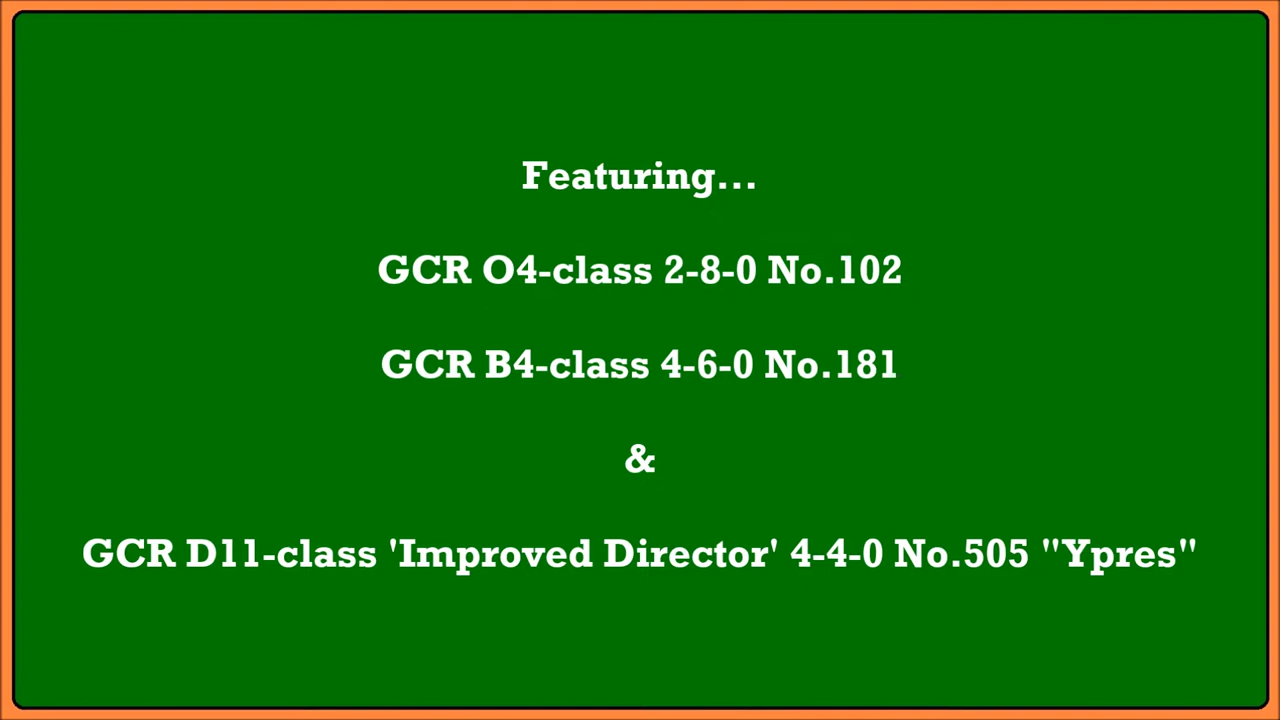 Featuring...
GCR O4-class 2-8-0 No.102
GCR B4-class 4-6-0 No.181
&
GCR D11-class 'Improved Director' 4-4-0 No.505 "Ypres"